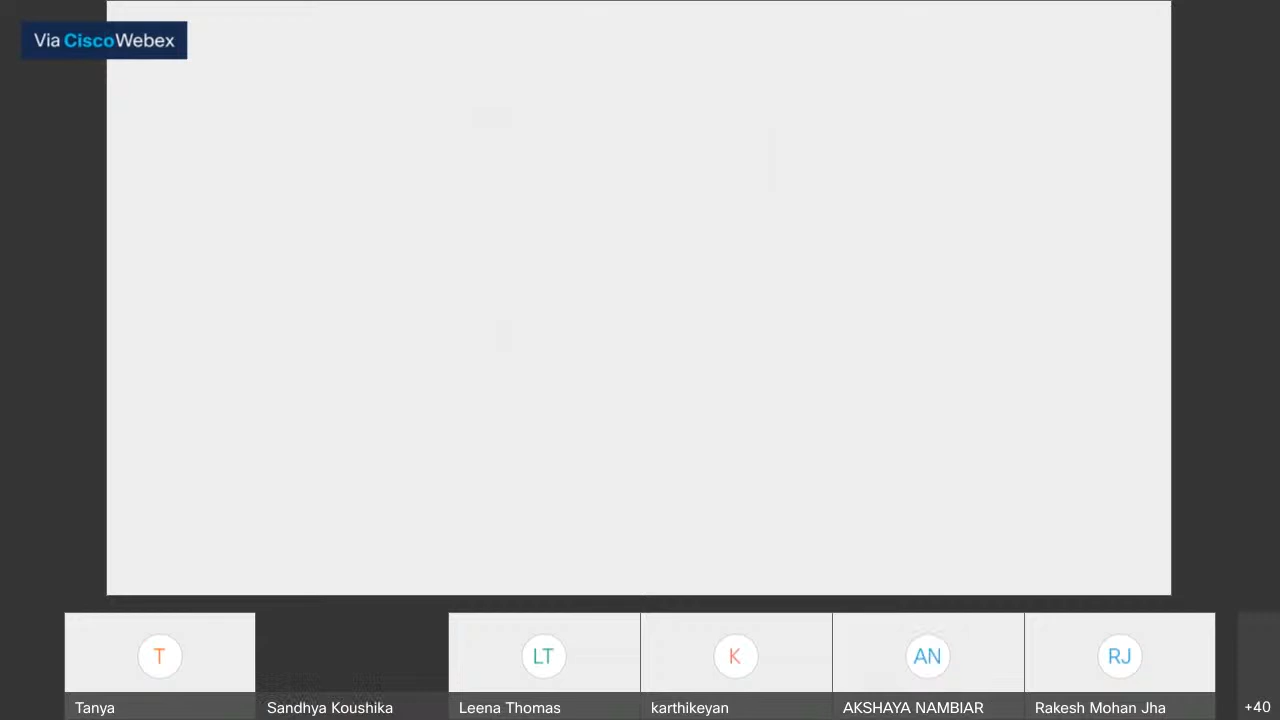 Via CiscoWebex
T
LT
K
AN
RJ
Tanya
Sandhya Koushika
Leena Thomas
karthikeyan
AKSHAYA NAMBIAR
Rakesh Mohan Jha
+40